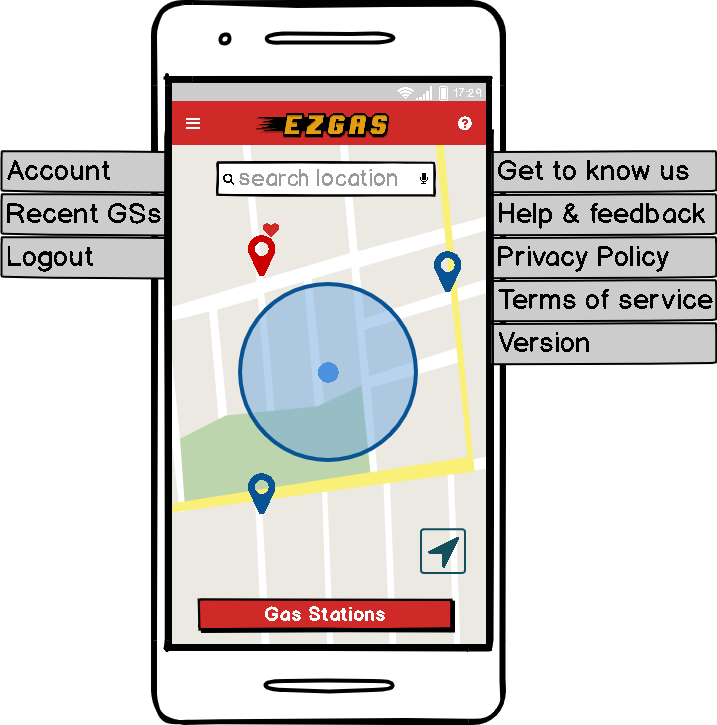 17:29
EZGAS
search location
Account
Recent GSs
Logout
Get to know us
Help & feedback
Privacy Policy
Terms of service
Version
Gas Stations